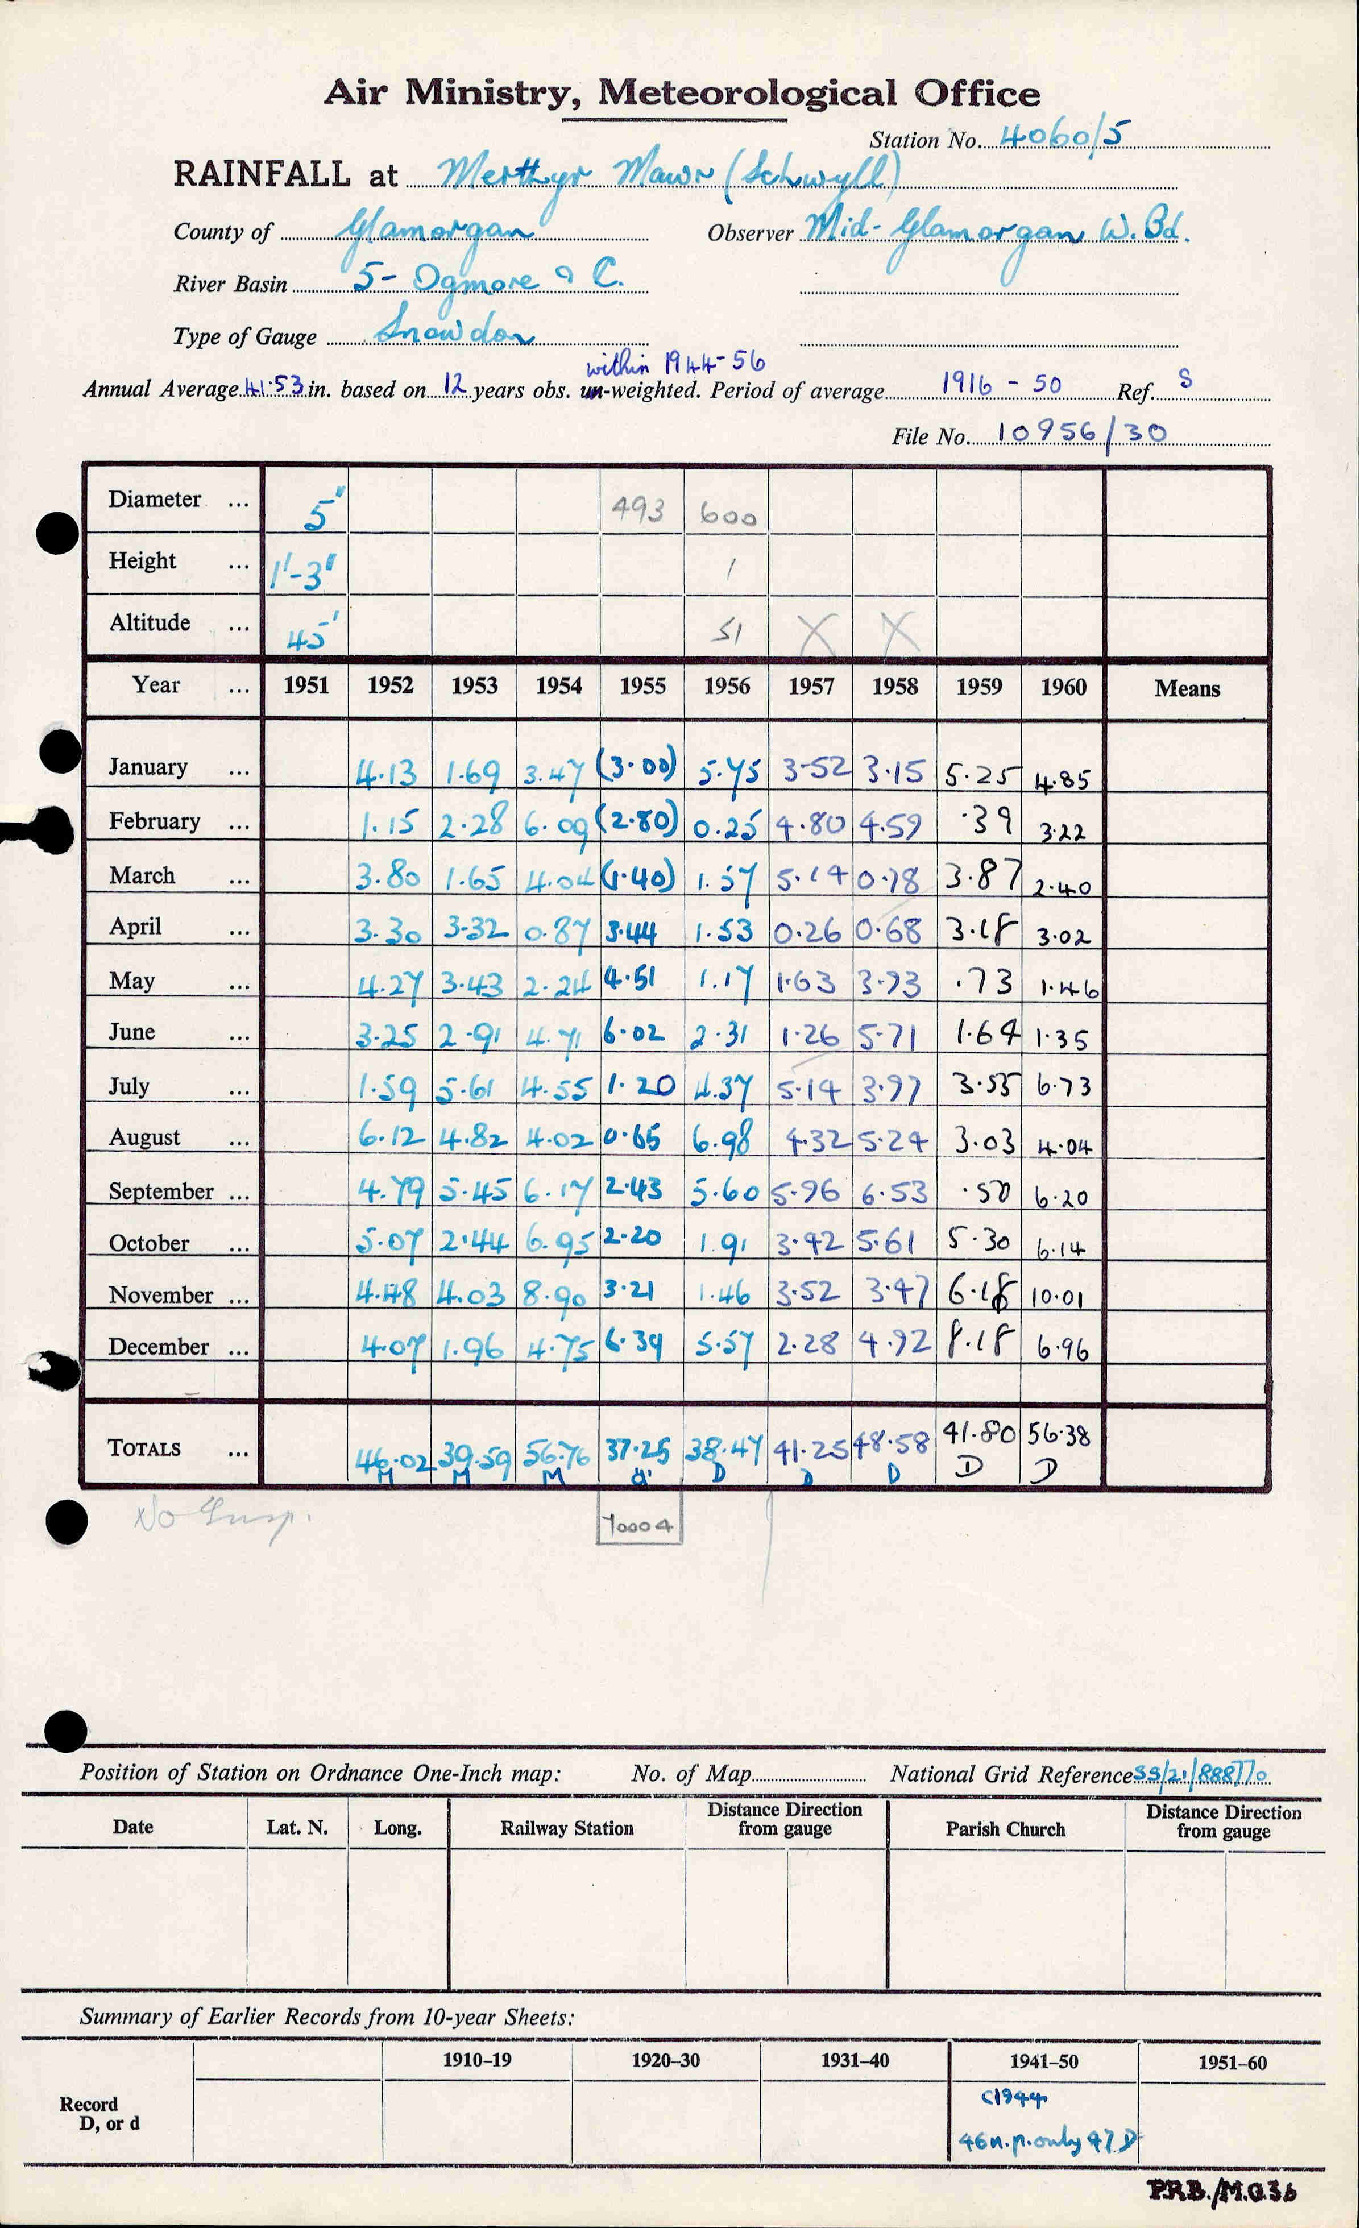 Air Ministry, Meteorological Office
Station No. 4060/5
RAINFALL at Merthyr Mawr (Schwyll)
County of Glamorgan Observer Mid-Glamorgan W. Bd.
River Basin 5- Ogmore & C.
Type of Gauge Snowdon
within 1944-56
Annual Average 41.53 in. based on 12 years obs. un-weighted. Period of average 1916 - 50 Ref. S
File No. 10956/30
Diameter ... 5" 493 600
Height ... 1'-3" 1
Altitude ... 45' 51 X X
Year ... 1951 1952 1953 1954 1955 1956 1957 1958 1959 1960 Means
January ... 4.13 1.69 3.47 (3.00) 5.75 3.52 3.15 5.25 4.85
February ... 1.15 2.28 6.09 (2.80) 0.25 4.80 4.59 .39 3.22
March ... 3.80 1.65 4.04 (1.40) 1.57 5.14 0.78 3.87 2.40
April ... 3.30 3.32 0.87 3.44 1.53 0.26 0.68 3.18 3.02
May ... 4.27 3.43 2.24 4.51 1.17 1.63 3.93 .73 1.46
June ... 3.25 2.91 4.71 6.02 2.31 1.26 5.71 1.64 1.35
July ... 1.59 5.61 4.55 1.20 4.37 5.14 3.97 3.55 6.73
August ... 6.12 4.82 4.02 0.65 6.98 4.32 5.24 3.03 4.04
September ... 4.79 5.45 6.17 2.43 5.60 5.96 6.53 .50 6.20
October ... 5.07 2.44 6.95 2.20 1.91 3.42 5.61 5.30 6.14
November ... 4.48 4.03 8.90 3.21 1.46 3.52 3.47 6.18 10.01
December ... 4.07 1.96 4.75 6.39 5.57 2.28 4.92 8.18 6.96
TOTALS ... 46.02 39.59 56.76 37.25 38.47 41.25 48.58 41.80 56.38
M M M D D D D D
No Insp. 70004
Position of Station on Ordnance One-Inch map: No. of Map National Grid Reference SS/21/888770
Date Lat. N. Long. Railway Station Distance Direction from gauge Parish Church Distance Direction from gauge
Summary of Earlier Records from 10-year Sheets:
1910–19 1920–30 1931–40 1941–50 1951–60
Record D, or d
C1944
46 n.p. only 47 D
P.R.B./M.O.36